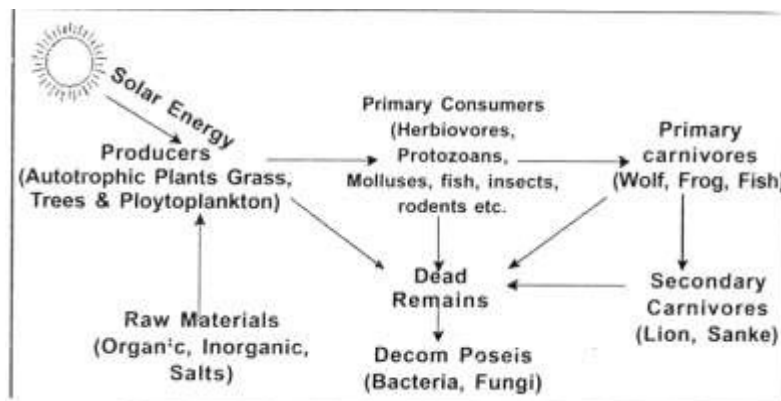 Solar Energy
Producers
(Autotrophic Plants Grass,
Trees & Ploytoplankton)
Raw Materials
(Organ¹c, Inorganic,
Salts)
Primary Consumers
(Herbiovores,
Protozoans,
Molluses, fish, insects,
rodents etc.
Dead
Remains
Decom Poseis
(Bacteria, Fungi)
Primary
carnivores
(Wolf, Frog, Fish)
Secondary
Carnivores
(Lion, Sanke)